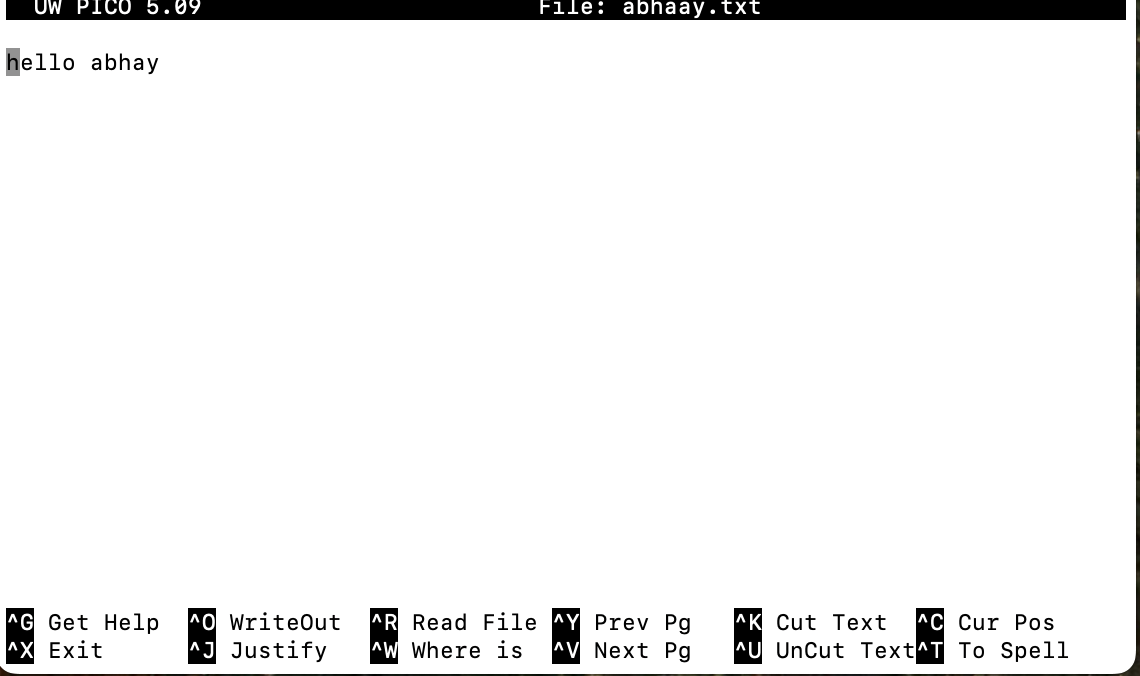 UW PICO 5.09 File: abhaay.txt
hello abhay
^G Get Help ^O WriteOut ^R Read File ^Y Prev Pg ^K Cut Text ^C Cur Pos
^X Exit ^J Justify ^W Where is ^V Next Pg ^U UnCut Text ^T To Spell